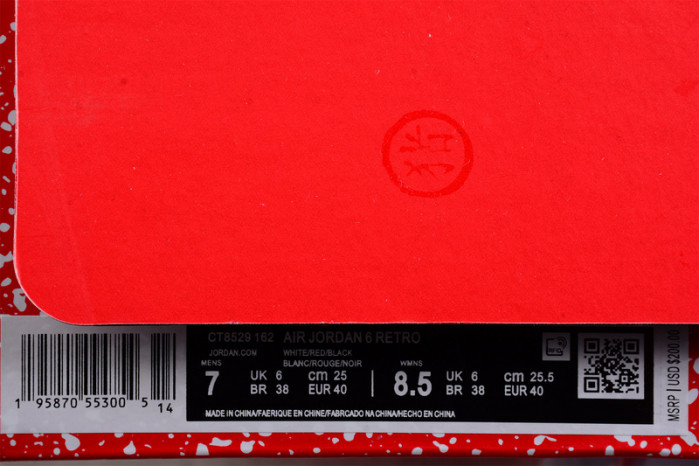 CT8529 162 AIR JORDAN 6 RETRO
JORDAN.COM WHITE/RED/BLACK
BLANC/ROUGE/NOIR
MENS WMNS
7 UK 6 cm 25 8.5 UK 6 cm 25.5
BR 38 EUR 40 BR 38 EUR 40
MADE IN CHINA/FAERIQUE EN CHINE/FABRCADO NA CHINA/HECHO EN CHINA
1 95870 55300 5 14
MSRP | USD $200.00